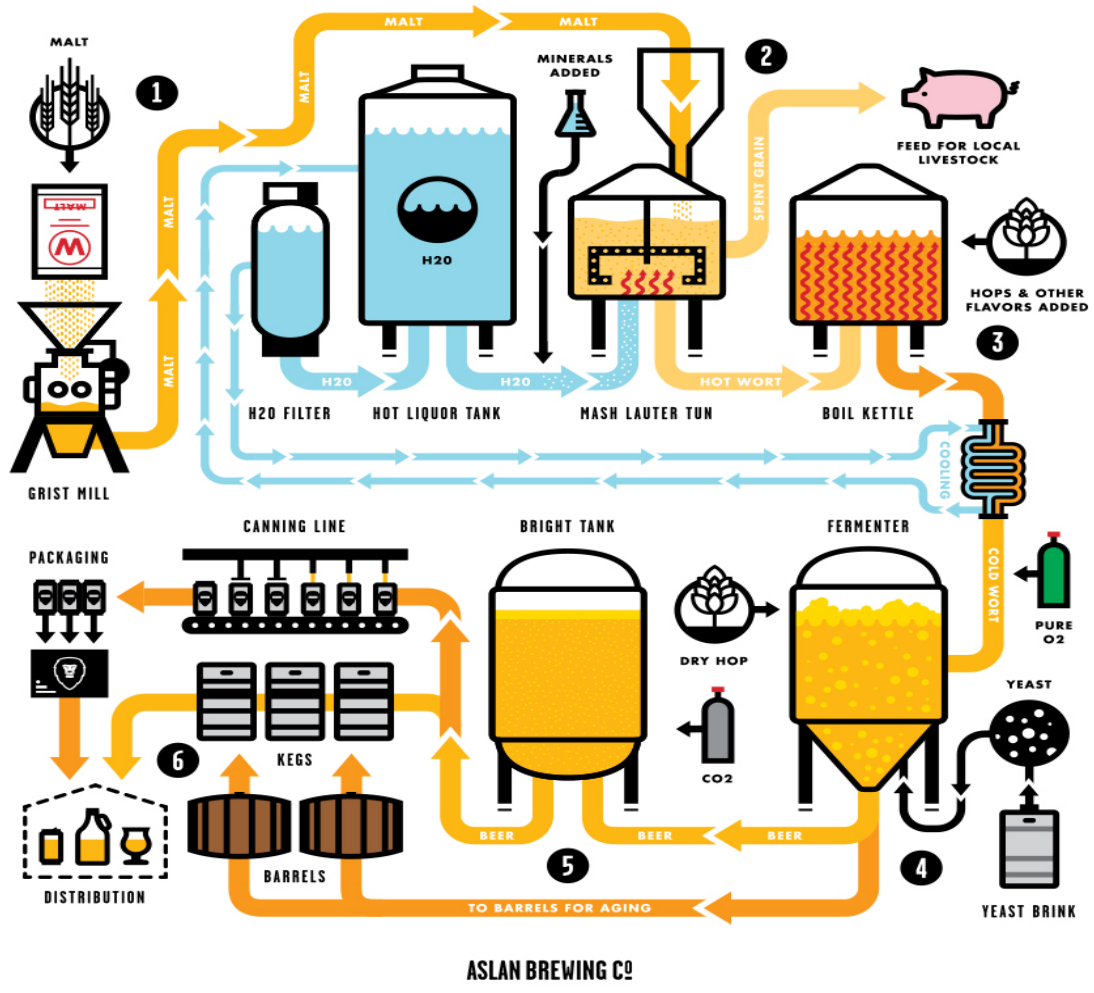 MALT
1
MALT
W
MALT
MALT
MALT
MALT
MALT
GRIST MILL
H2O FILTER
H2O
H2O
HOT LIQUOR TANK
H2O
MINERALS
ADDED
2
MASH LAUTER TUN
SPENT GRAIN
FEED FOR LOCAL
LIVESTOCK
HOT WORT
BOIL KETTLE
HOPS & OTHER
FLAVORS ADDED
3
COOLING
COLD WORT
PURE
O2
FERMENTER
YEAST
YEAST BRINK
4
DRY HOP
CO2
BRIGHT TANK
BEER
BEER
BEER
5
TO BARRELS FOR AGING
CANNING LINE
PACKAGING
KEGS
BARRELS
6
DISTRIBUTION
ASLAN BREWING CO